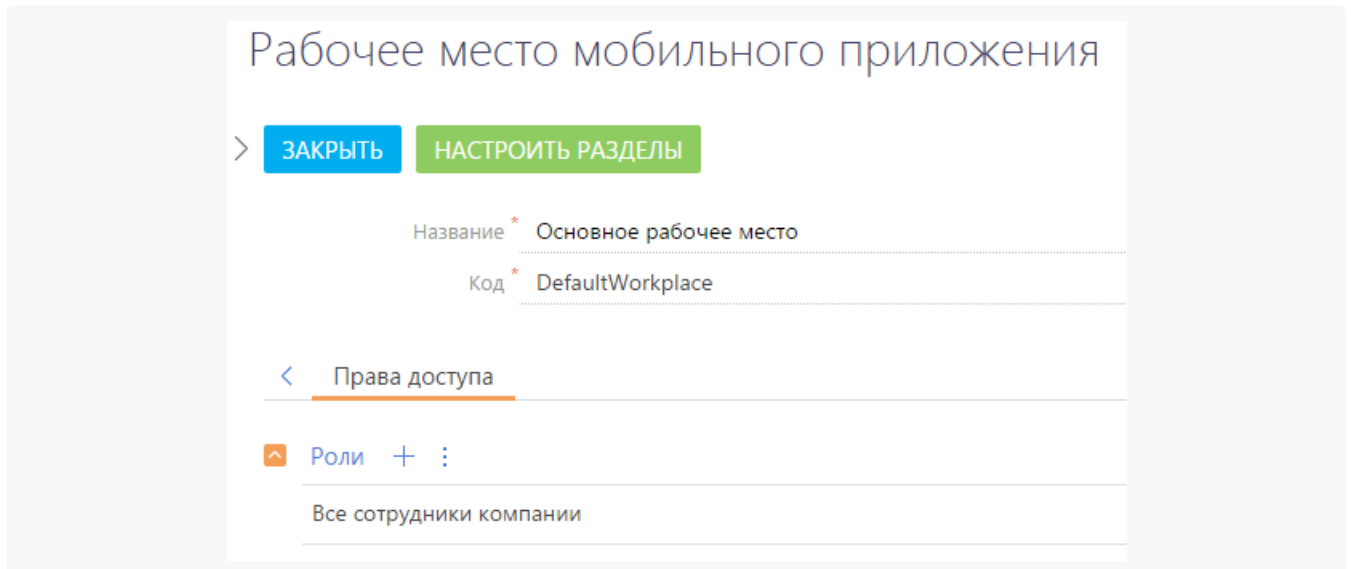 Рабочее место мобильного приложения
ЗАКРЫТЬ НАСТРОИТЬ РАЗДЕЛЫ
Название * Основное рабочее место
Код * DefaultWorkplace
Права доступа
Роли
Все сотрудники компании